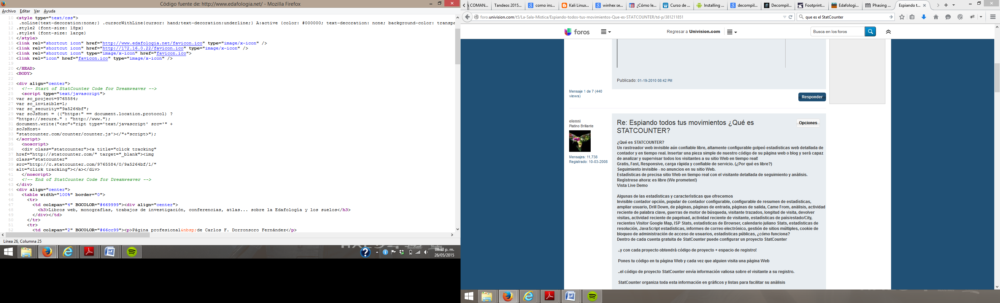 Código fuente de: http://www.edafologia.net/ - Mozilla Firefox
Archivo Editar Ver Ayuda
10 <style type="text/css">
11 .noLine{text-decoration:none;} .cursorWithLine{cursor: hand;text-decoration:underline;} A:active {color: #000000; text-decoration: none; background-color: transpa
12 .style2 {font-size: 18px}
13 .style4 {font-size: large}
14 </style>
15 <link rel="shortcut icon" href="http://www.edafologia.net/favicon.ico" type="image/x-icon" />
16 <link rel="shortcut icon" href="http://172.16.0.22/favicon.ico" type="image/x-icon" />
17 <link rel="shortcut icon" type="image/x-icon" href="favicon.ico">
18 <link rel="icon" href="favicon.ico" type="image/x-icon" />
19
20 </HEAD>
21 <BODY>
22
23 <div align="center">
24 <!-- Start of StatCounter Code for Dreamweaver -->
25 <script type="text/javascript">
26 var sc_project=9765584;
27 var sc_invisible=1;
28 var sc_security="9a5264bf";
29 var scJsHost = (("https:" == document.location.protocol) ?
30 "https://secure." : "http://www.");
31 document.write("<sc"+"ript type='text/javascript' src='" +
32 scJsHost+
33 "statcounter.com/counter/counter.js'></"+"script>");
34 </script>
35 <noscript>
36 <div class="statcounter"><a title="click tracking"
37 href="http://statcounter.com/" target="_blank"><img
38 class="statcounter"
39 src="http://c.statcounter.com/9765584/0/9a5264bf/1/"
40 alt="click tracking"></a></div>
41 </noscript>
42 <!-- End of StatCounter Code for Dreamweaver -->
43 </div>
44 <div align="center">
45 <table width="100%" border="0">
46 <tr>
47 <td colspan="4" BGCOLOR="#669999"><div align="center">
48 <h3>Libros web, monografías, trabajos de investigación, conferencias, atlas... sobre la Edafología y los suelos</h3>
49 </div></td>
50 </tr>
51 <tr>
52 <td colspan="2" BGCOLOR="#66cc99"><p>Página profesional&nbsp;de Carlos F. Dorronsoro Fernández</p>
Línea 26, Columna 25
08:38 p. m.
26/05/2015
A COMAN... Tandeos 2015... como ins... Kali Linux... winhex se... ¿Cómo le... Curso de ... Installing ... decompil... Decompil... Footprint... Edafologi... Phasing ... Espiando t...
foro.univision.com/t5/La-Sala-Mistica/Espiando-todos-tus-movimientos-Que-es-STATCOUNTER/td-p/381211851
que es el StatCounter
foros
Regresar a Univision.com
Busca en los foros
Publicado: 01-19-2010 08:42 PM
Mensaje 1 de 7 (440
views)
Responder
elenni
Platino Brillante
Mensajes: 11,738
Registrado: 10-03-2008
Re: Espiando todos tus movimientos ¿Qué es
STATCOUNTER?
Opciones
¿Qué es STATCOUNTER?
Un rastreador web invisible aún confiable libre, altamente configurable golpeó estadísticas web detallada de
contador y en tiempo real. Insertar una pieza simple de nuestro código de su página web o blog y será capaz
de analizar y supervisar todos los visitantes a su sitio Web en tiempo real!
Gratis, Fast, Responsive, carga rápida y confiable de servicio. (¿Por qué es libre?)
Seguimiento invisible - no anuncios en su sitio Web.
Estadísticas de precisa sitio Web en tiempo real con el visitante detallada de seguimiento y análisis.
Regístrese ahora: es libre (We prometen!)
Vista Live Demo
Algunas de las estadísticas y características que ofrecemos
Invisible contador opción, popular de contador configurable, configurable de resumen de estadísticas,
ampliar usuario, Drill Down, de páginas, páginas de entrada, páginas de salida, Came From, análisis, actividad
reciente de palabra clave, guerras de motor de búsqueda, visitante trazados, longitud de visita, devolver
visitas, actividad reciente de pageload, actividad reciente de visitante, estadísticas de país/estado/City,
recientes Visitor Google Map, ISP Stats, estadísticas de Browser, calendario juliano Stats, estadísticas de
resolución, JavaScript estadísticas, informes de correo electrónico, gestión de sitios múltiples, cookie de
bloqueo de administración de acceso de usuarios, estadísticas públicas, ¿cómo funciona?
Dentro de cada cuenta gratuita de StatCounter puede configurar un proyecto StatCounter
..y con cada proyecto obtendrá código de proyecto + espacio de registro!
Pones tu código en tu página Web y cada vez que alguien visita una página Web
..el código de proyecto StatCounter envía información valiosa sobre el visitante a su registro.
StatCounter organiza toda esta información en gráficos y listas para facilitar su análisis